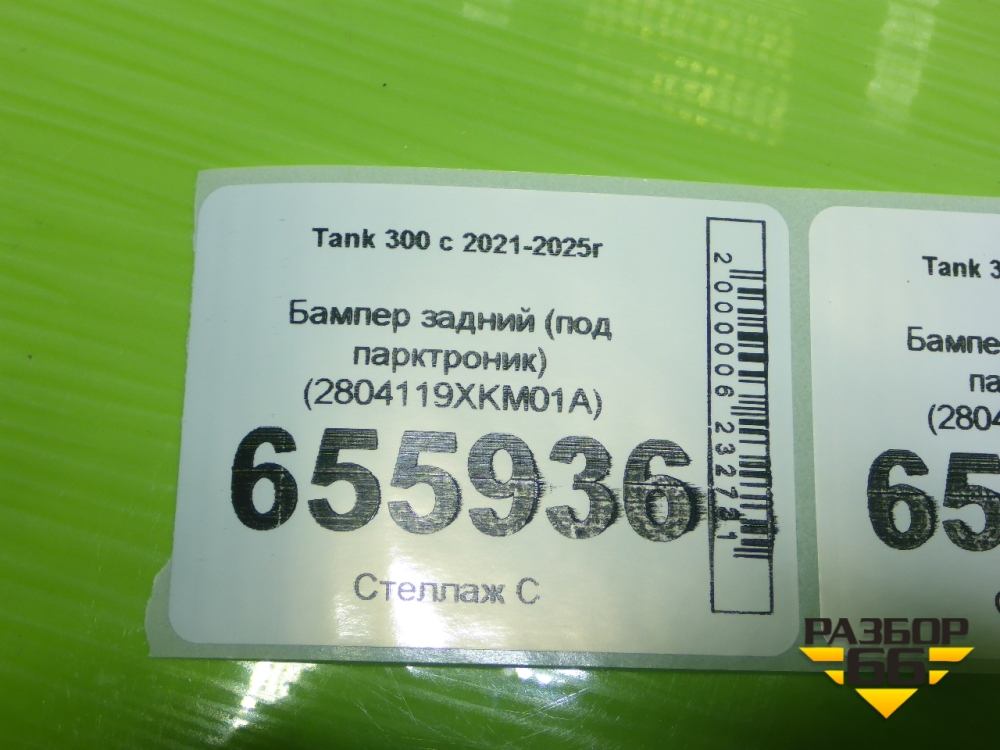 Tank 300 с 2021-2025г
Бампер задний (под
парктроник)
(2804119XKM01A)
655936
Стеллаж С
2000006232731
Tank 3
Бампе
па
(2804
65
РАЗБОР
66